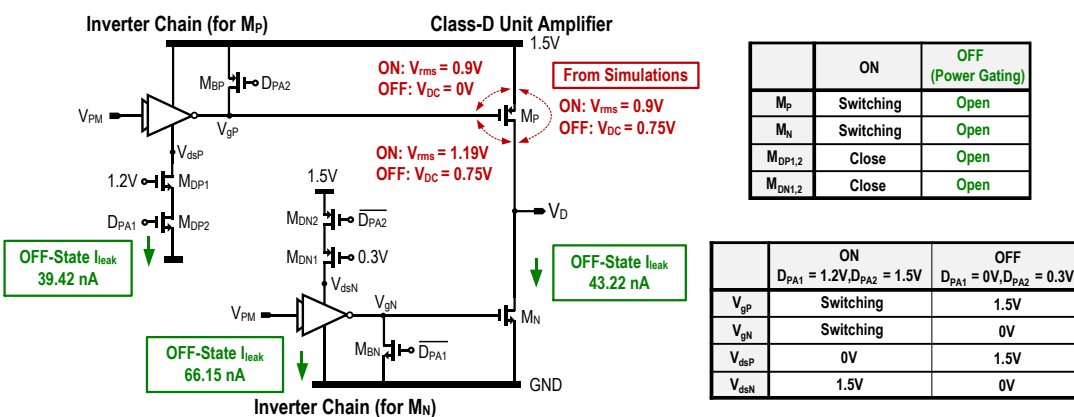 Inverter Chain (for MP)
Class-D Unit Amplifier
1.5V
MBP
DPA2
VPM
VgP
VdsP
1.2V
MDP1
DPA1
MDP2
OFF-State Ileak
39.42 nA
ON: Vrms = 0.9V
OFF: VDC = 0V
From Simulations
MP
ON: Vrms = 0.9V
OFF: VDC = 0.75V
ON: Vrms = 1.19V
OFF: VDC = 0.75V
VD
1.5V
MDN2
DPA2
MDN1
0.3V
VdsN
VPM
VgN
MBN
DPA1
MN
OFF-State Ileak
43.22 nA
OFF-State Ileak
66.15 nA
GND
Inverter Chain (for MN)
ON OFF
(Power Gating)
MP Switching Open
MN Switching Open
MDP1,2 Close Open
MDN1,2 Close Open
ON OFF
DPA1 = 1.2V,DPA2 = 1.5V DPA1 = 0V,DPA2 = 0.3V
VgP Switching 1.5V
VgN Switching 0V
VdsP 0V 1.5V
VdsN 1.5V 0V